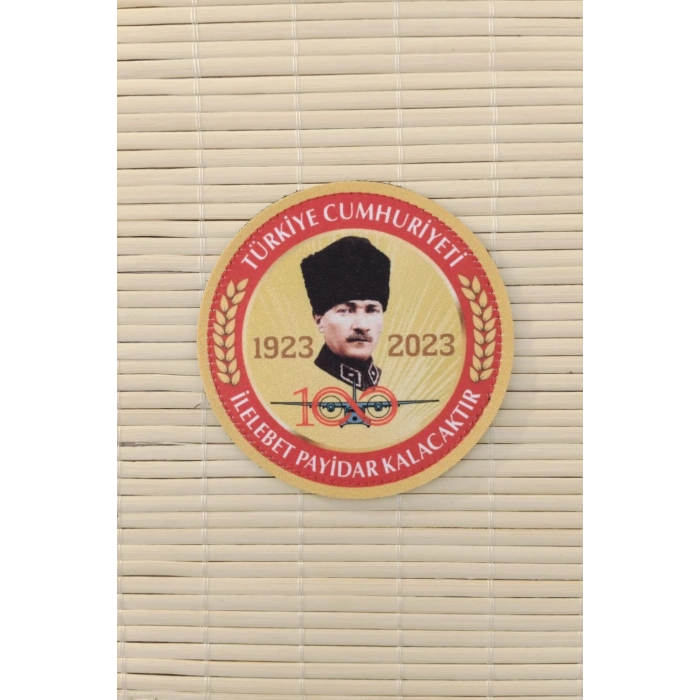 TÜRKİYE CUMHURİYETİ
1923 2023
100
İLELEBET PAYİDAR KALACAKTIR